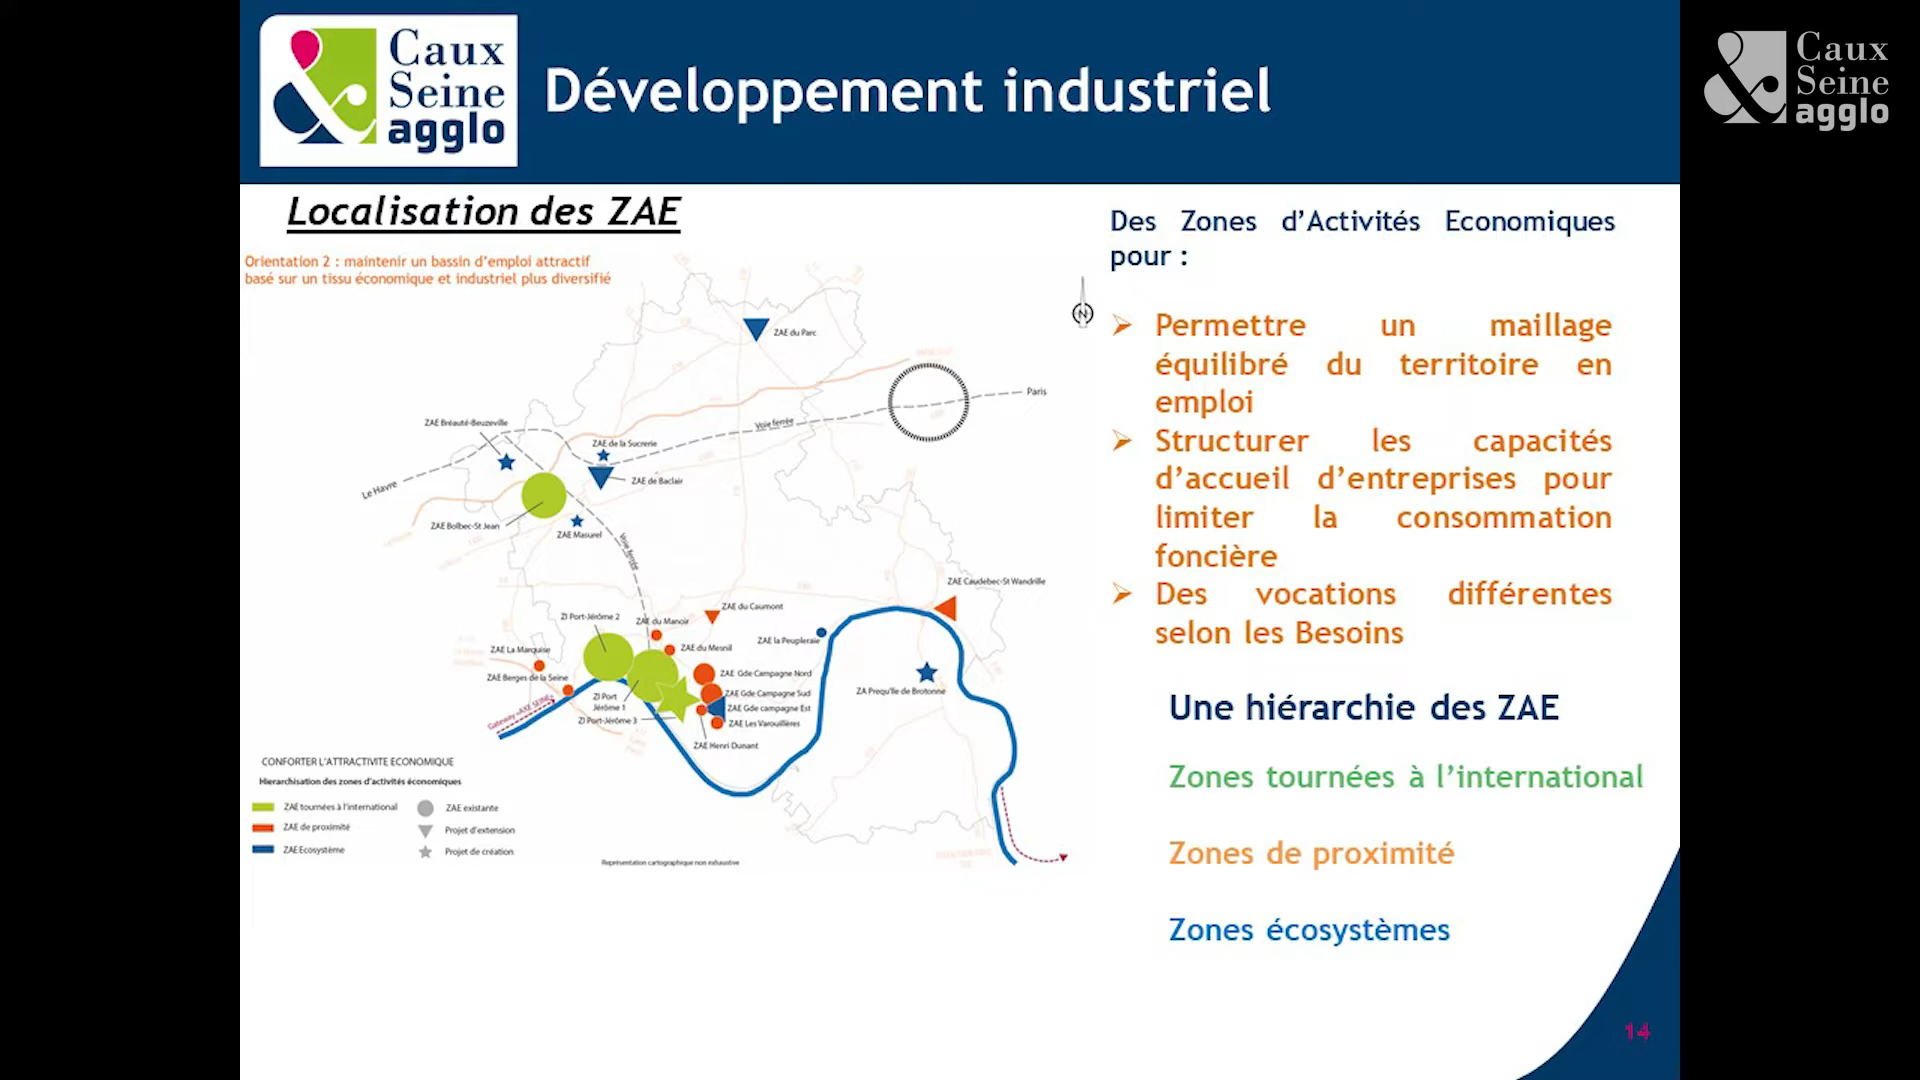 Caux
Seine
agglo
Développement industriel
Caux
Seine
agglo
Localisation des ZAE
Orientation 2 : maintenir un bassin d'emploi attractif
basé sur un tissu économique et industriel plus diversifié
ZAE du Parc
N
Paris
Voie ferrée
ZAE Bréauté-Beuzeville
ZAE de la Sucrerie
ZAE de Baclair
Le Havre
ZAE Bolbec-St Jean
ZAE Masurel
Voie ferrée
ZAE Caudebec-St Wandrille
ZAE du Caumont
ZI Port-Jérôme 2
ZAE du Manoir
ZAE la Peupleraie
ZAE La Marquise
ZAE du Mesnil
ZAE Berges de la Seine
ZAE Gde Campagne Nord
ZA Presqu'île de Brotonne
ZAE Gde Campagne Sud
Gateway «AXE SEINE»
ZI Port
Jérôme 1
ZAE Gde campagne Est
ZI Port-Jérôme 3
ZAE Les Varouillères
ZAE Henri Dunant
CONFORTER L'ATTRACTIVITE ECONOMIQUE
Hierarchisation des zones d'activités économiques
ZAE tournées à l'international
ZAE existante
ZAE de proximité
Projet d'extension
ZAE Ecosystème
Projet de création
Représentation cartographique non exhaustive
Des Zones d'Activités Economiques
pour :
➢ Permettre un maillage
équilibré du territoire en
emploi
➢ Structurer les capacités
d'accueil d'entreprises pour
limiter la consommation
foncière
➢ Des vocations différentes
selon les Besoins
Une hiérarchie des ZAE
Zones tournées à l'international
Zones de proximité
Zones écosystèmes
14